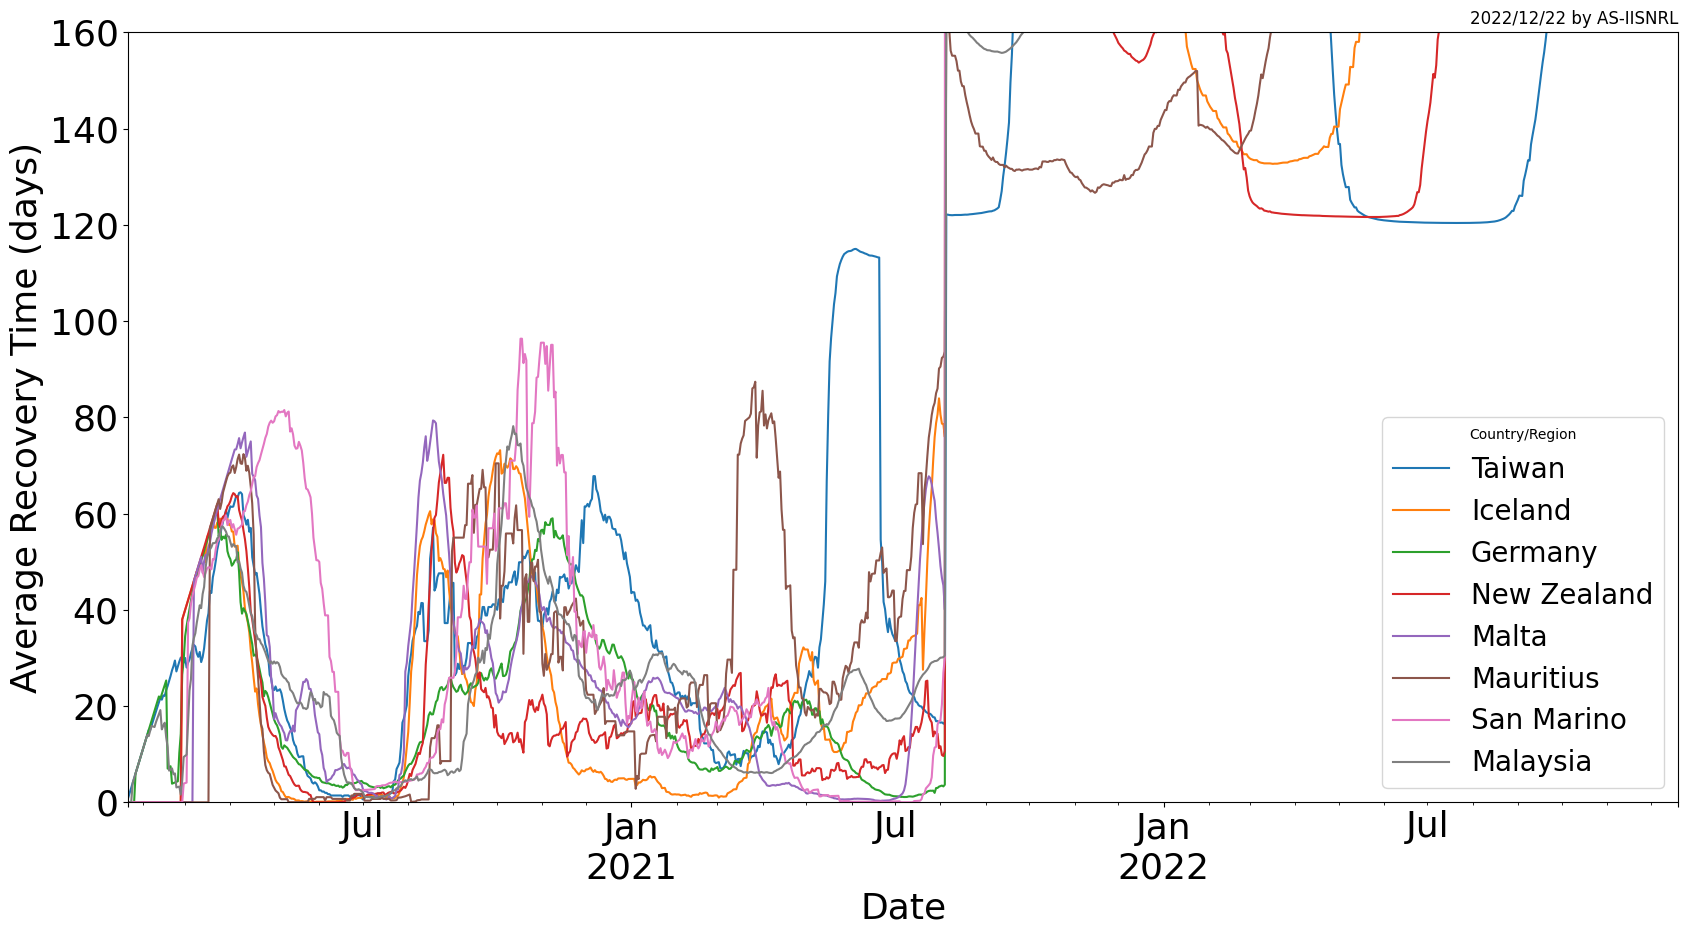 2022/12/22 by AS-IISNRL
160
140
120
100
80
60
40
20
0
Average Recovery Time (days)
Country/Region
Taiwan
Iceland
Germany
New Zealand
Malta
Mauritius
San Marino
Malaysia
Jul
Jan
2021
Jul
Jan
2022
Jul
Date